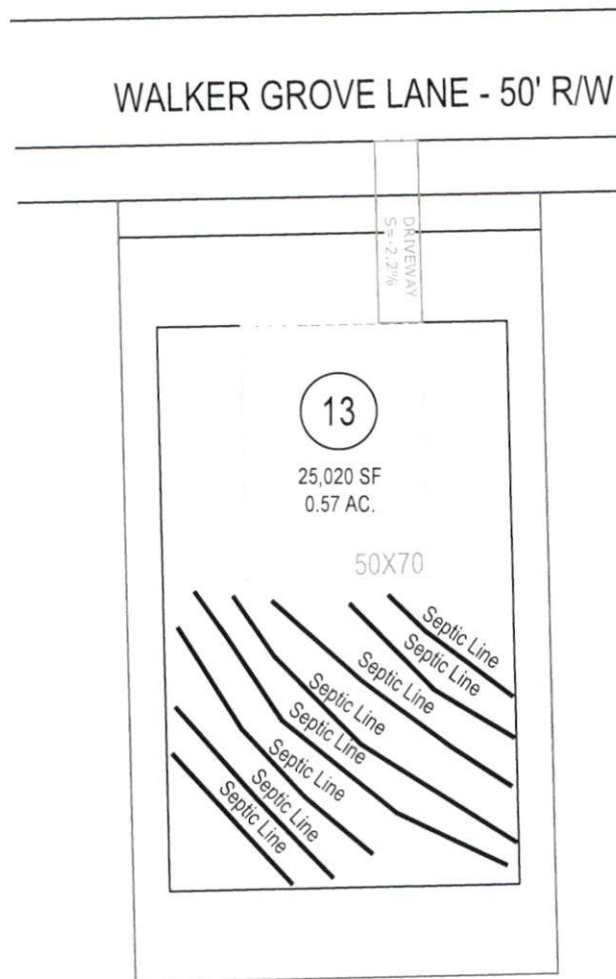 WALKER GROVE LANE - 50' R/W
DRIVEWAY
S=-2.2%
13
25,020 SF
0.57 AC.
50X70
Septic Line
Septic Line
Septic Line
Septic Line
Septic Line
Septic Line
Septic Line
Septic Line